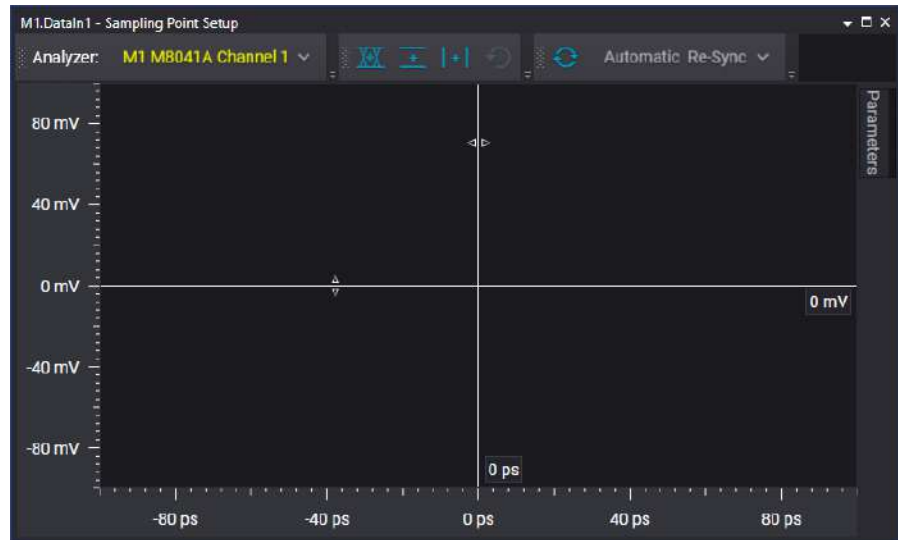 M1.DataIn1 - Sampling Point Setup
Analyzer: M1 M8041A Channel 1 Automatic Re-Sync
Parameters
80 mV
40 mV
0 mV
0 mV
-40 mV
-80 mV
0 ps
-80 ps -40 ps 0 ps 40 ps 80 ps